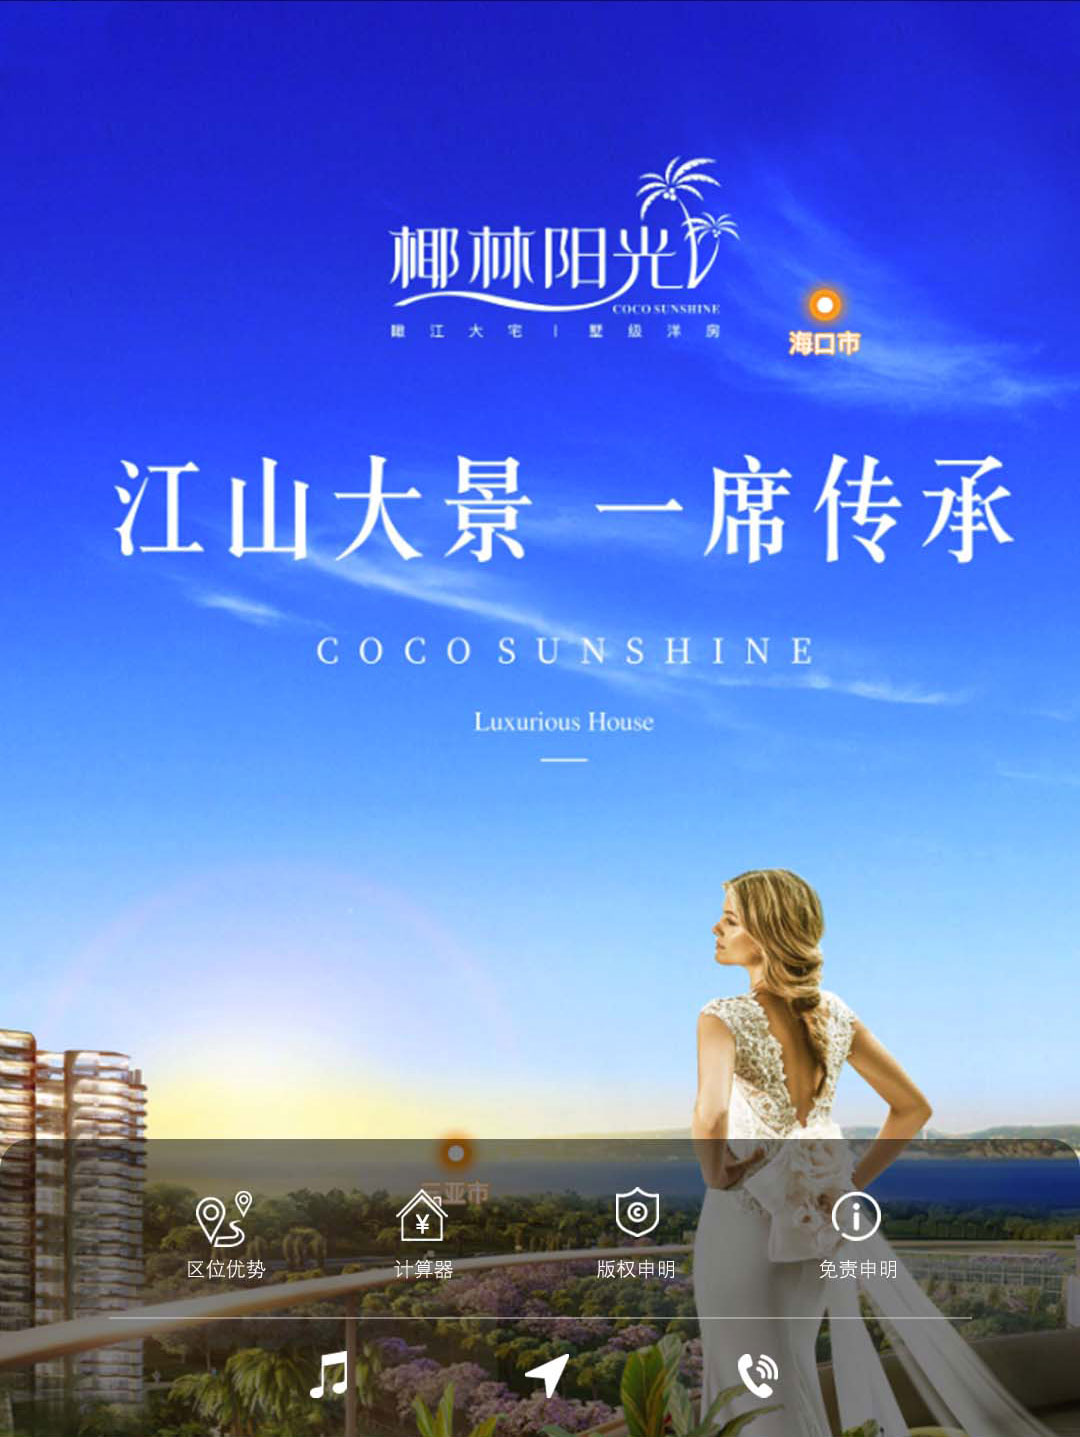 椰林阳光
COCO SUNSHINE
瞰江大宅 | 墅级洋房
海口市
江山大景 一席传承
COCO SUNSHINE
Luxurious House
三亚市
区位优势 计算器 版权申明 免责申明